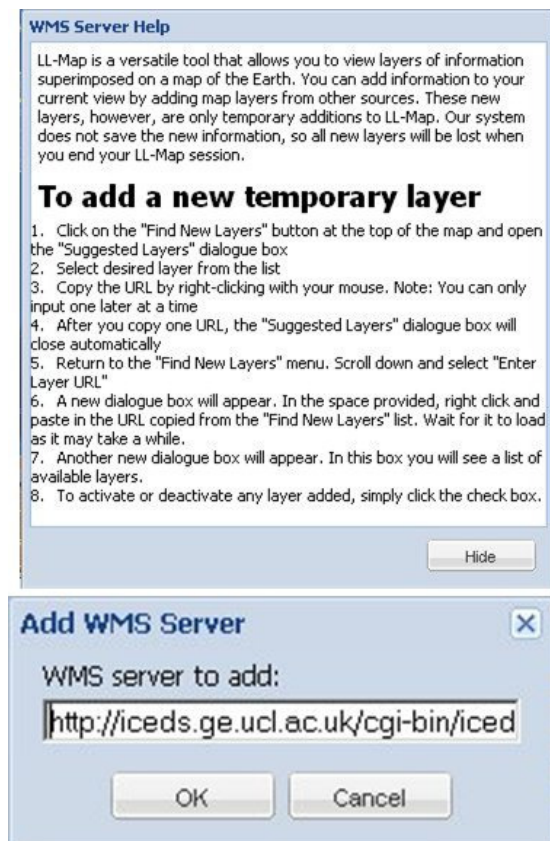 WMS Server Help
LL-Map is a versatile tool that allows you to view layers of information
superimposed on a map of the Earth. You can add information to your
current view by adding map layers from other sources. These new
layers, however, are only temporary additions to LL-Map. Our system
does not save the new information, so all new layers will be lost when
you end your LL-Map session.
To add a new temporary layer
1. Click on the "Find New Layers" button at the top of the map and open
the "Suggested Layers" dialogue box
2. Select desired layer from the list
3. Copy the URL by right-clicking with your mouse. Note: You can only
input one later at a time
4. After you copy one URL, the "Suggested Layers" dialogue box will
close automatically
5. Return to the "Find New Layers" menu. Scroll down and select "Enter
Layer URL"
6. A new dialogue box will appear. In the space provided, right click and
paste in the URL copied from the "Find New Layers" list. Wait for it to load
as it may take a while.
7. Another new dialogue box will appear. In this box you will see a list of
available layers.
8. To activate or deactivate any layer added, simply click the check box.
Hide
Add WMS Server
WMS server to add:
http://iceds.ge.ucl.ac.uk/cgi-bin/iced
OK Cancel